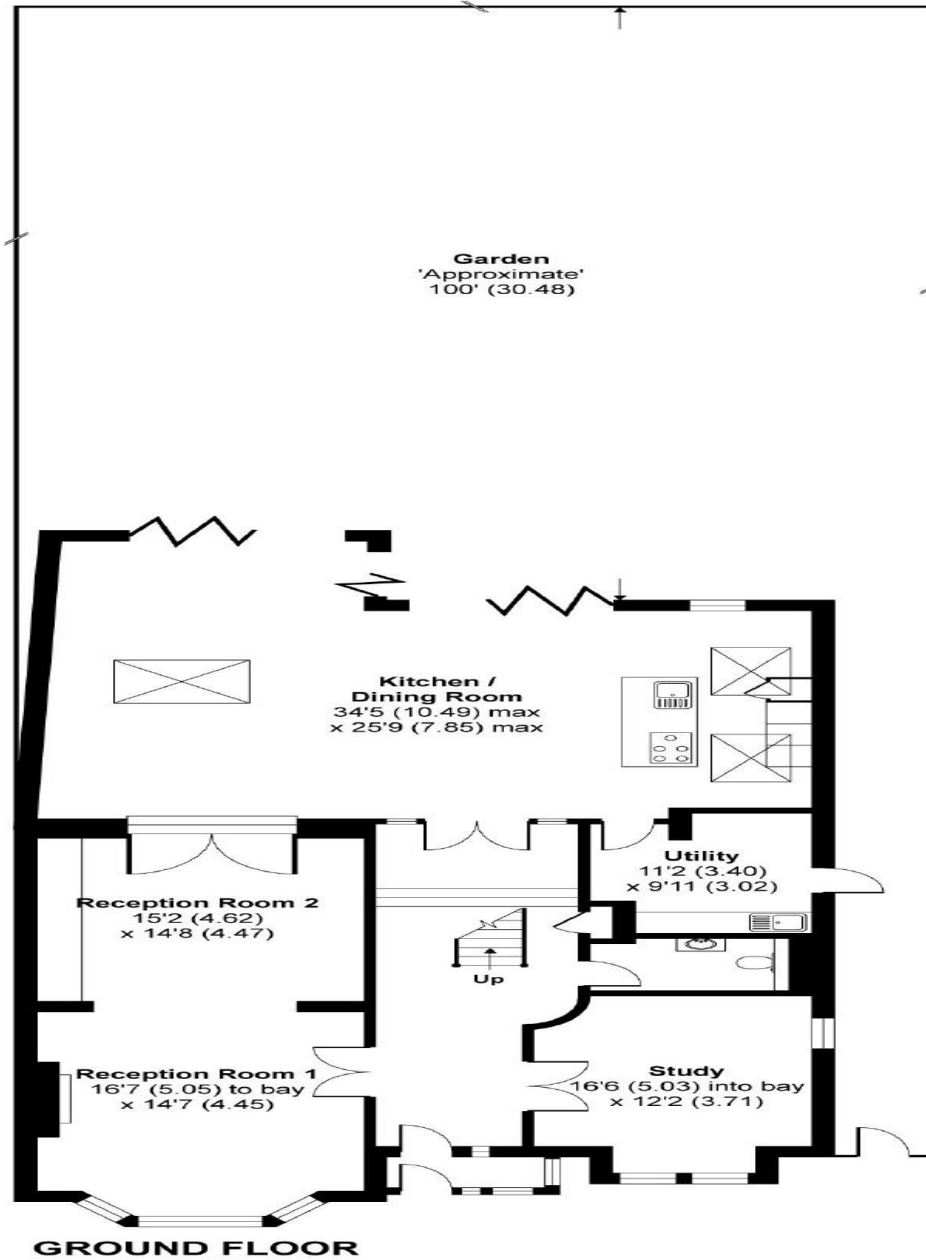 Garden
'Approximate'
100' (30.48)
Kitchen /
Dining Room
34'5 (10.49) max
x 25'9 (7.85) max
Utility
11'2 (3.40)
x 9'11 (3.02)
Reception Room 2
15'2 (4.62)
x 14'8 (4.47)
Up
Reception Room 1
16'7 (5.05) to bay
x 14'7 (4.45)
Study
16'6 (5.03) into bay
x 12'2 (3.71)
GROUND FLOOR